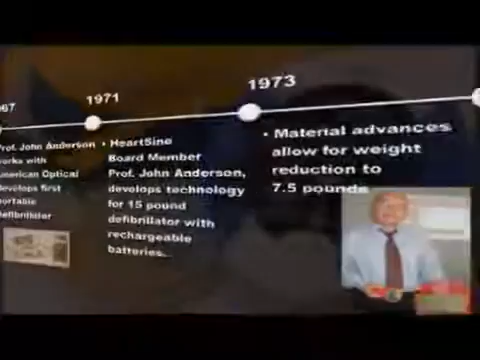 1971
1973
Prof. John Anderson
works with
American Optical
develops first
portable
defibrillator
• HeartSine
Board Member
Prof. John Anderson,
develops technology
for 15 pound
defibrillator with
rechargeable
batteries.
• Material advances
allow for weight
reduction to
7.5 pounds